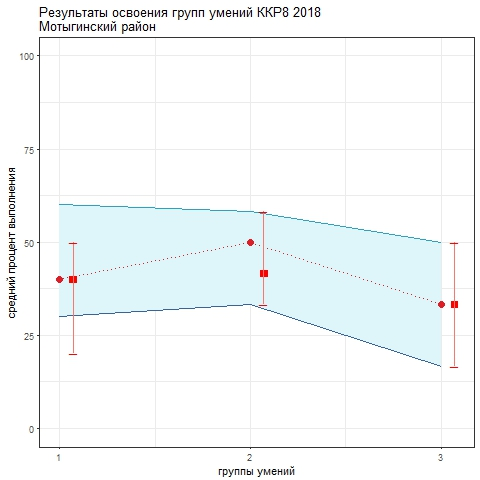 Результаты освоения групп умений ККР8 2018
Мотыгинский район
средний процент выполнения
100
75
50
25
0
1
2
3
группы умений